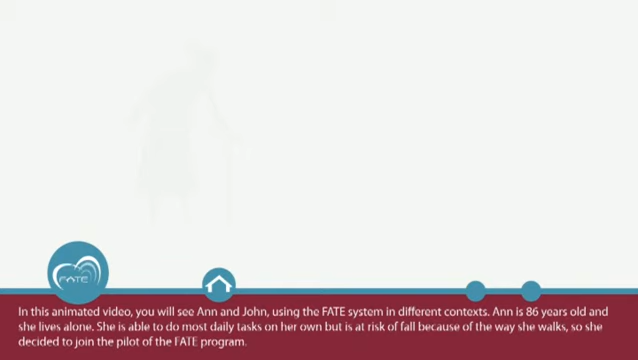 FATE
In this animated video, you will see Ann and John, using the FATE system in different contexts. Ann is 86 years old and
she lives alone. She is able to do most daily tasks on her own but is at risk of fall because of the way she walks, so she
decided to join the pilot of the FATE program.